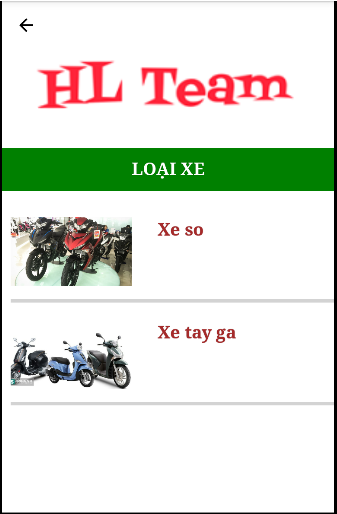 HL Team
LOẠI XE
Xe so
Xe tay ga